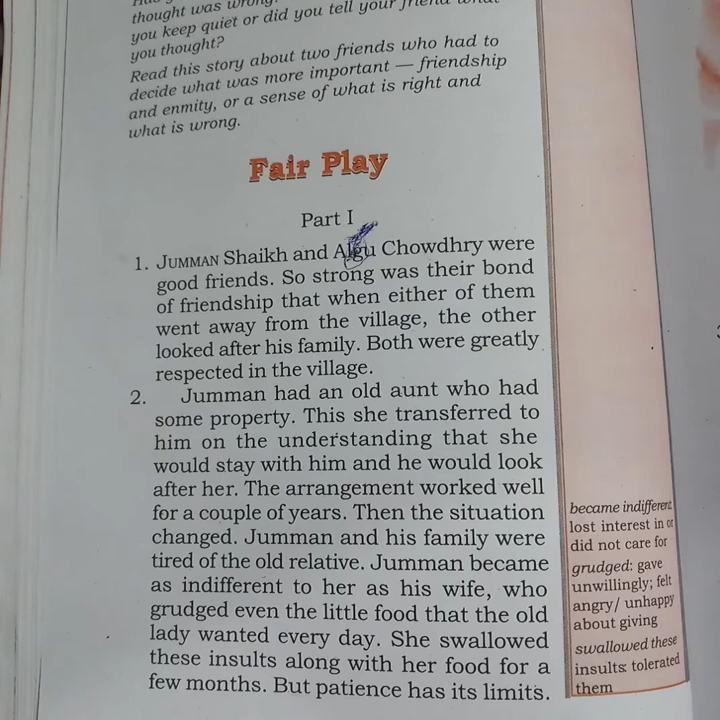 thought was wrong?
you keep quiet or did you tell your friend what
you thought?
Read this story about two friends who had to
decide what was more important — friendship
and enmity, or a sense of what is right and
what is wrong.
Fair Play
Part I
1. JUMMAN Shaikh and Algu Chowdhry were
good friends. So strong was their bond
of friendship that when either of them
went away from the village, the other
looked after his family. Both were greatly
respected in the village.
2. Jumman had an old aunt who had
some property. This she transferred to
him on the understanding that she
would stay with him and he would look
after her. The arrangement worked well
for a couple of years. Then the situation
changed. Jumman and his family were
tired of the old relative. Jumman became
as indifferent to her as his wife, who
grudged even the little food that the old
lady wanted every day. She swallowed
these insults along with her food for a
few months. But patience has its limits.
became indifferent
lost interest in or
did not care for
grudged: gave
unwillingly; felt
angry/ unhappy
about giving
swallowed these
insults: tolerated
them